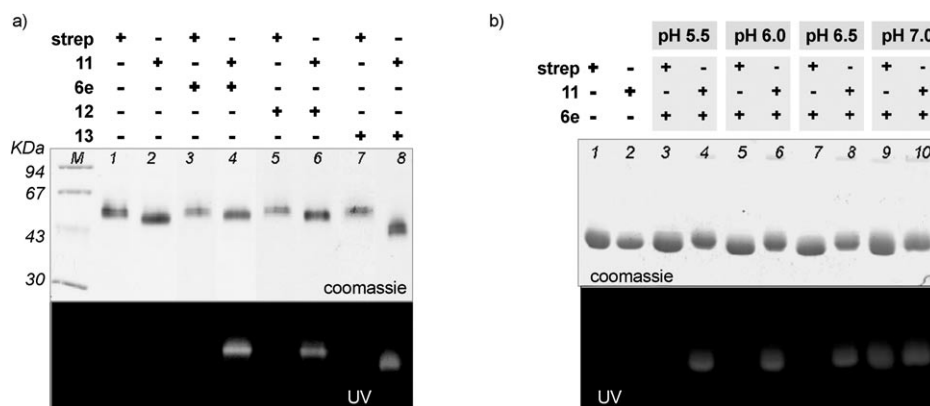 a)
strep + - + - + - + -
11 - + - + - + - +
6e - - + + - - - -
12 - - - - + + - -
13 - - - - - - + +
KDa M 1 2 3 4 5 6 7 8
94
67
43
30
coomassie
UV
b)
pH 5.5 pH 6.0 pH 6.5 pH 7.0
strep + - + - + - + - + -
11 - + - + - + - + - +
6e - - + + + + + + + +
1 2 3 4 5 6 7 8 9 10
coomassie
UV